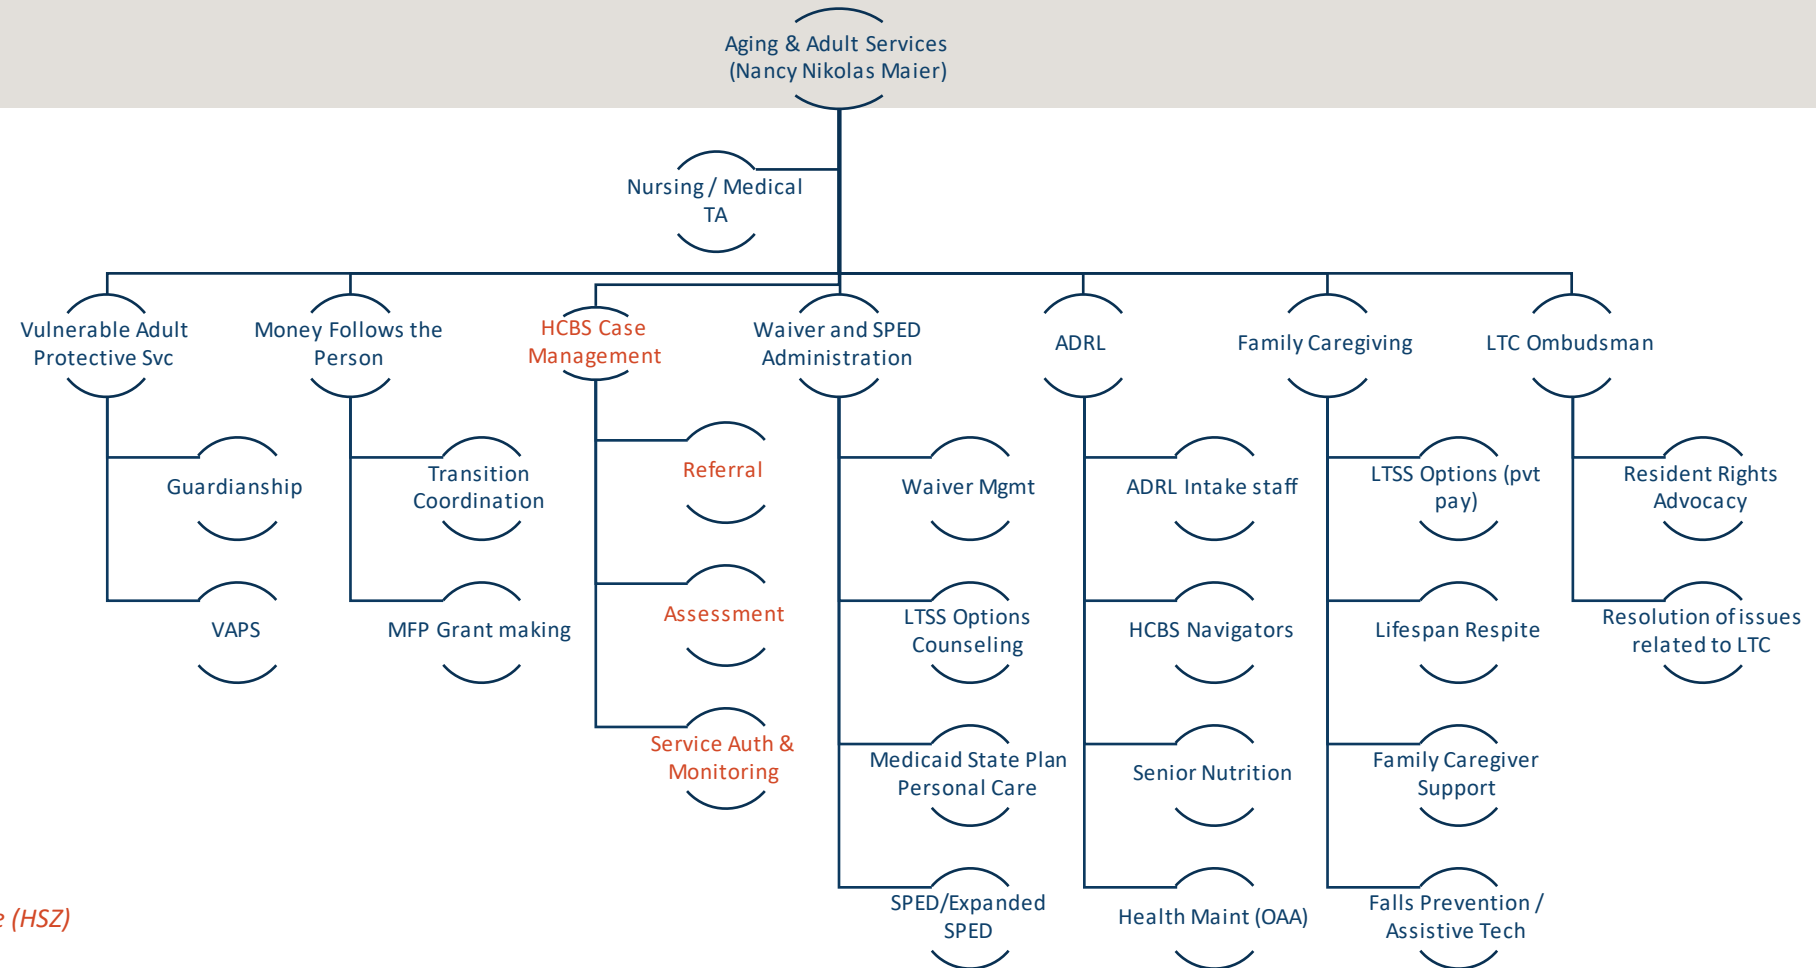 Aging & Adult Services
(Nancy Nikolas Maier)
Nursing / Medical
TA
Vulnerable Adult
Protective Svc
Money Follows the
Person
HCBS Case
Management
Waiver and SPED
Administration
ADRL
Family Caregiving
LTC Ombudsman
Guardianship
VAPS
Transition
Coordination
MFP Grant making
Referral
Assessment
Service Auth &
Monitoring
Waiver Mgmt
LTSS Options
Counseling
Medicaid State Plan
Personal Care
SPED/Expanded
SPED
ADRL Intake staff
HCBS Navigators
Senior Nutrition
Health Maint (OAA)
LTSS Options (pvt
pay)
Lifespan Respite
Family Caregiver
Support
Falls Prevention /
Assistive Tech
Resident Rights
Advocacy
Resolution of issues
related to LTC
(HSZ)